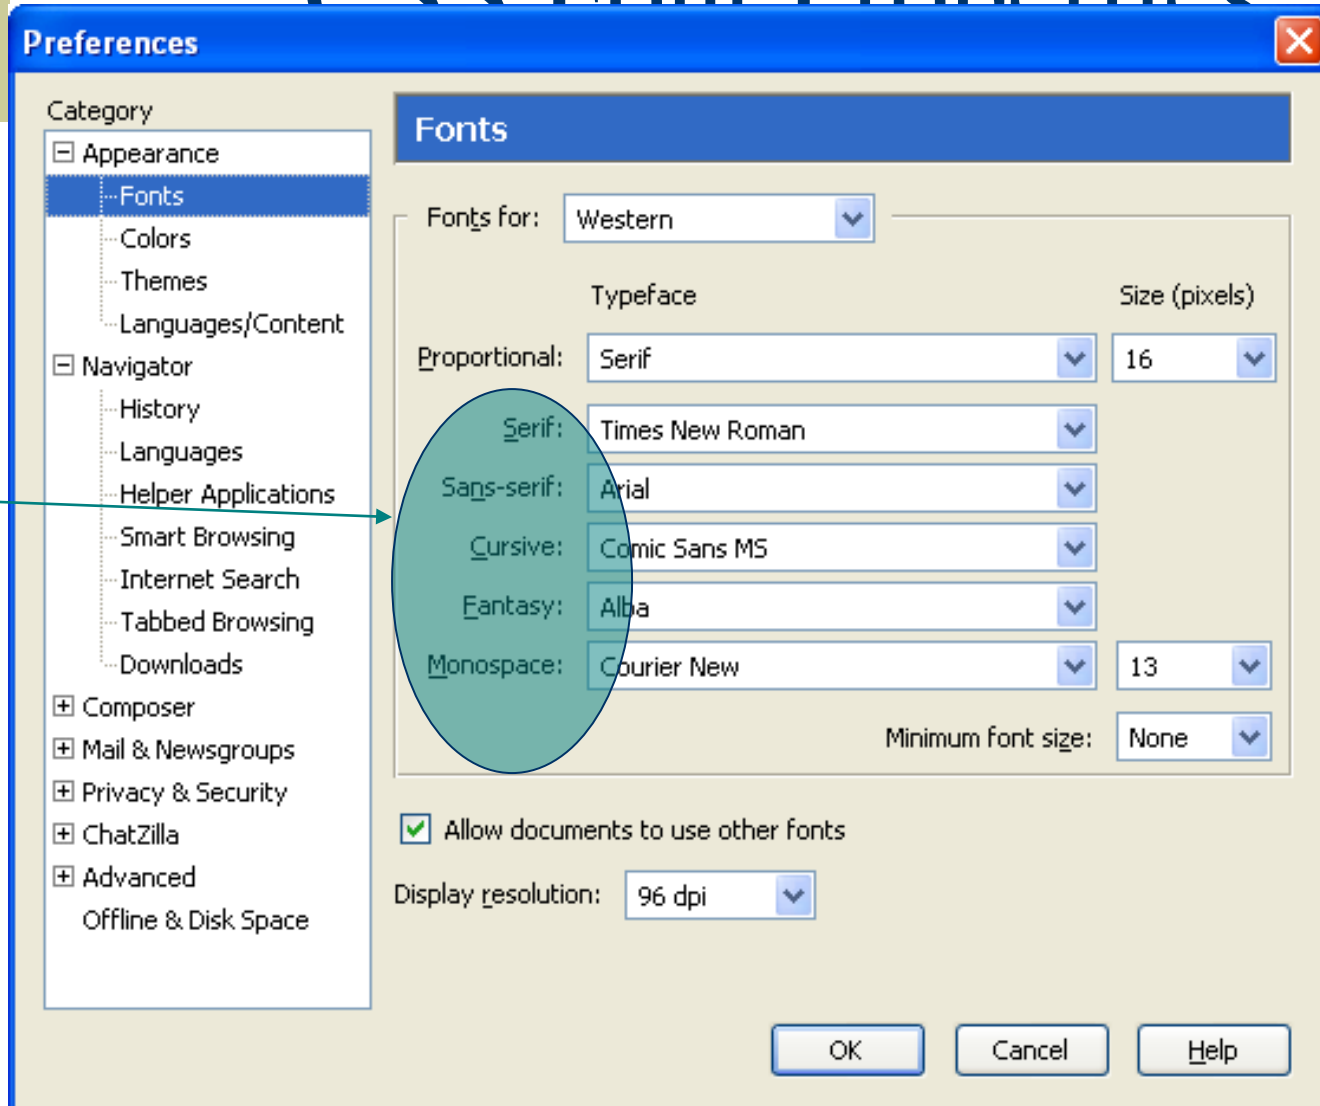 Preferences
Category
Appearance
Fonts
Colors
Themes
Languages/Content
Navigator
History
Languages
Helper Applications
Smart Browsing
Internet Search
Tabbed Browsing
Downloads
Composer
Mail & Newsgroups
Privacy & Security
ChatZilla
Advanced
Offline & Disk Space
Fonts
Fonts for: Western
Typeface Size (pixels)
Proportional: Serif 16
Serif: Times New Roman
Sans-serif: Arial
Cursive: Comic Sans MS
Fantasy: Alba
Monospace: Courier New 13
Minimum font size: None
Allow documents to use other fonts
Display resolution: 96 dpi
OK Cancel Help